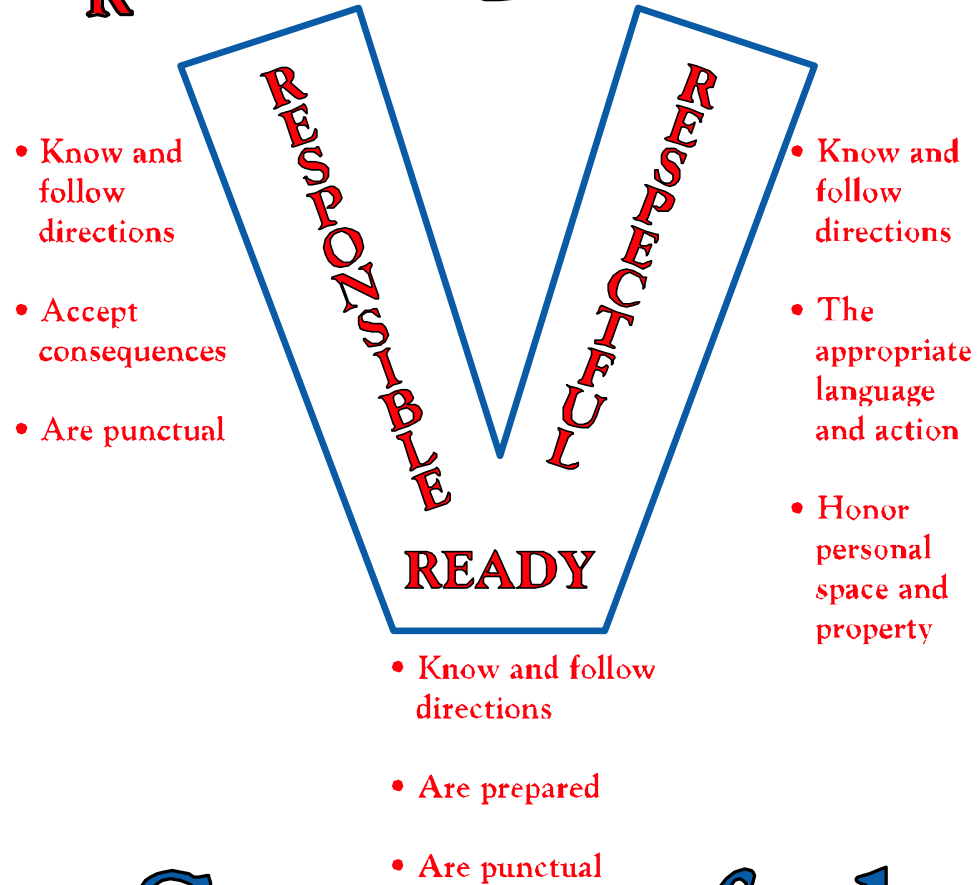 RESPONSIBLE
RESPECTFUL
READY
• Know and
follow
directions
• Accept
consequences
• Are punctual
• Know and
follow
directions
• The
appropriate
language
and action
• Honor
personal
space and
property
• Know and follow
directions
• Are prepared
• Are punctual